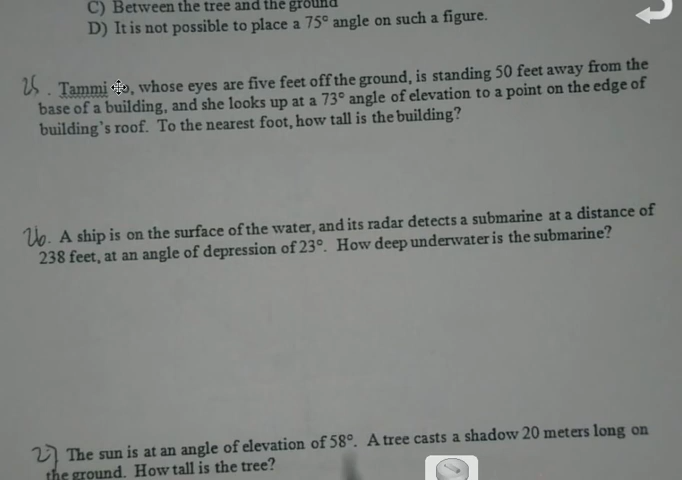 C) Between the tree and the ground
D) It is not possible to place a 75° angle on such a figure.
25. Tammi, whose eyes are five feet off the ground, is standing 50 feet away from the
base of a building, and she looks up at a 73° angle of elevation to a point on the edge of
building's roof. To the nearest foot, how tall is the building?
26. A ship is on the surface of the water, and its radar detects a submarine at a distance of
238 feet, at an angle of depression of 23°. How deep underwater is the submarine?
27 The sun is at an angle of elevation of 58°. A tree casts a shadow 20 meters long on
the ground. How tall is the tree?